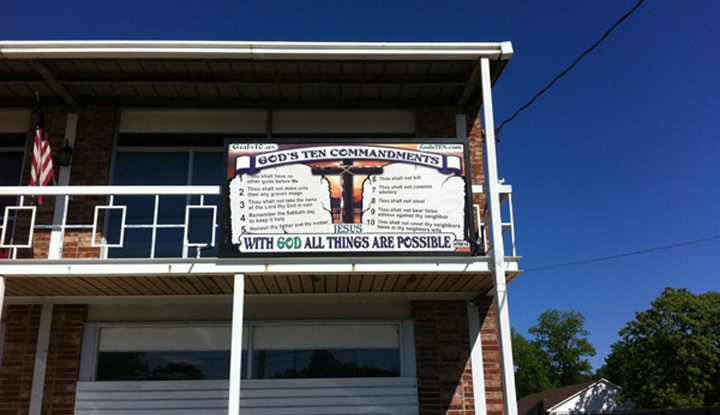 Gods10.us
GodsTEN.com
GOD'S TEN COMMANDMENTS
1 Thou shalt have no
other gods before Me
2 Thou shalt not make unto
thee any graven image
3 Thou shalt not take the name
of the Lord thy God in vain
4 Remember the Sabbath day
to keep it holy
5 Honour thy father and thy mother
6 Thou shalt not kill
7 Thou shalt not commit
adultery
8 Thou shalt not steal
9 Thou shalt not bear false
witness against thy neighbor
10 Thou shalt not covet thy neighbors
house or thy neighbors wife
JESUS
WITH GOD ALL THINGS ARE POSSIBLE